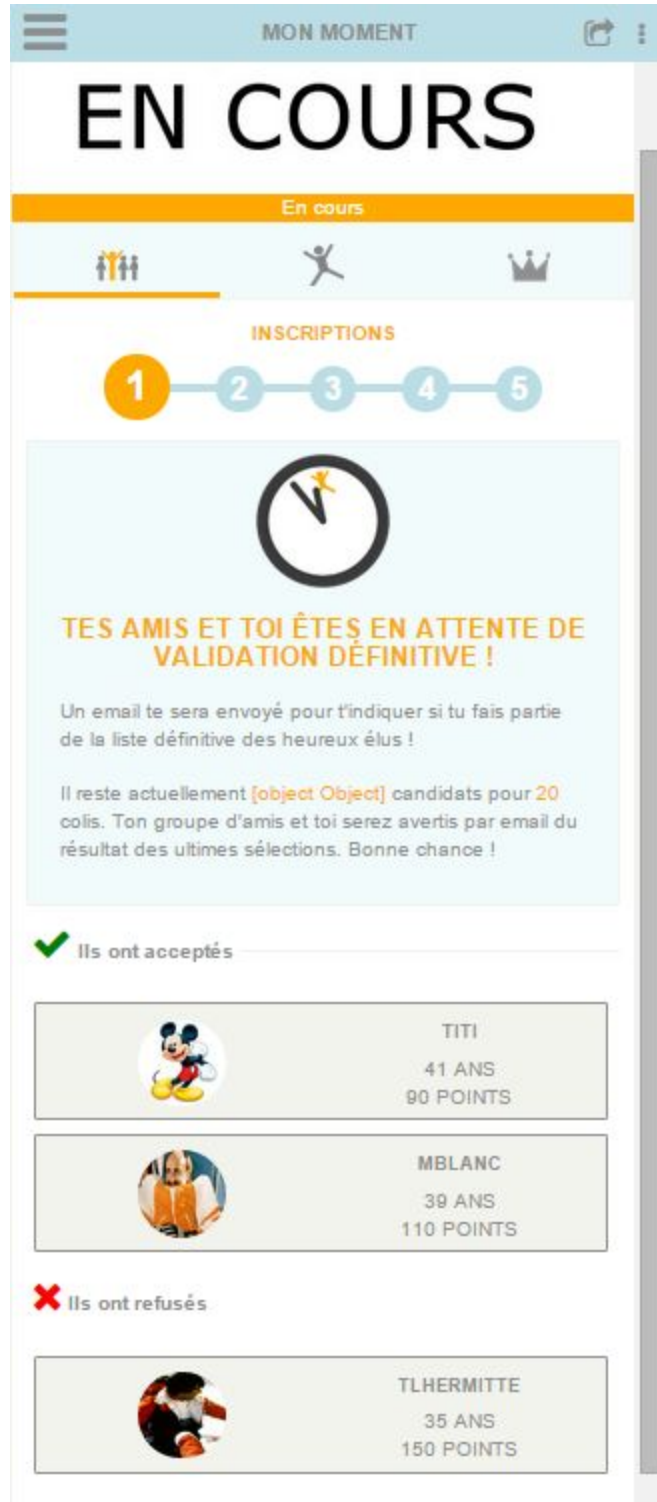 MON MOMENT
EN COURS
En cours
INSCRIPTIONS
1 2 3 4 5
TES AMIS ET TOI ÊTES EN ATTENTE DE
VALIDATION DÉFINITIVE !
Un email te sera envoyé pour t'indiquer si tu fais partie
de la liste définitive des heureux élus !
Il reste actuellement [object Object] candidats pour 20
colis. Ton groupe d'amis et toi serez avertis par email du
résultat des ultimes sélections. Bonne chance !
Ils ont acceptés
TITI
41 ANS
90 POINTS
MBLANC
39 ANS
110 POINTS
Ils ont refusés
TLHERMITTE
35 ANS
150 POINTS